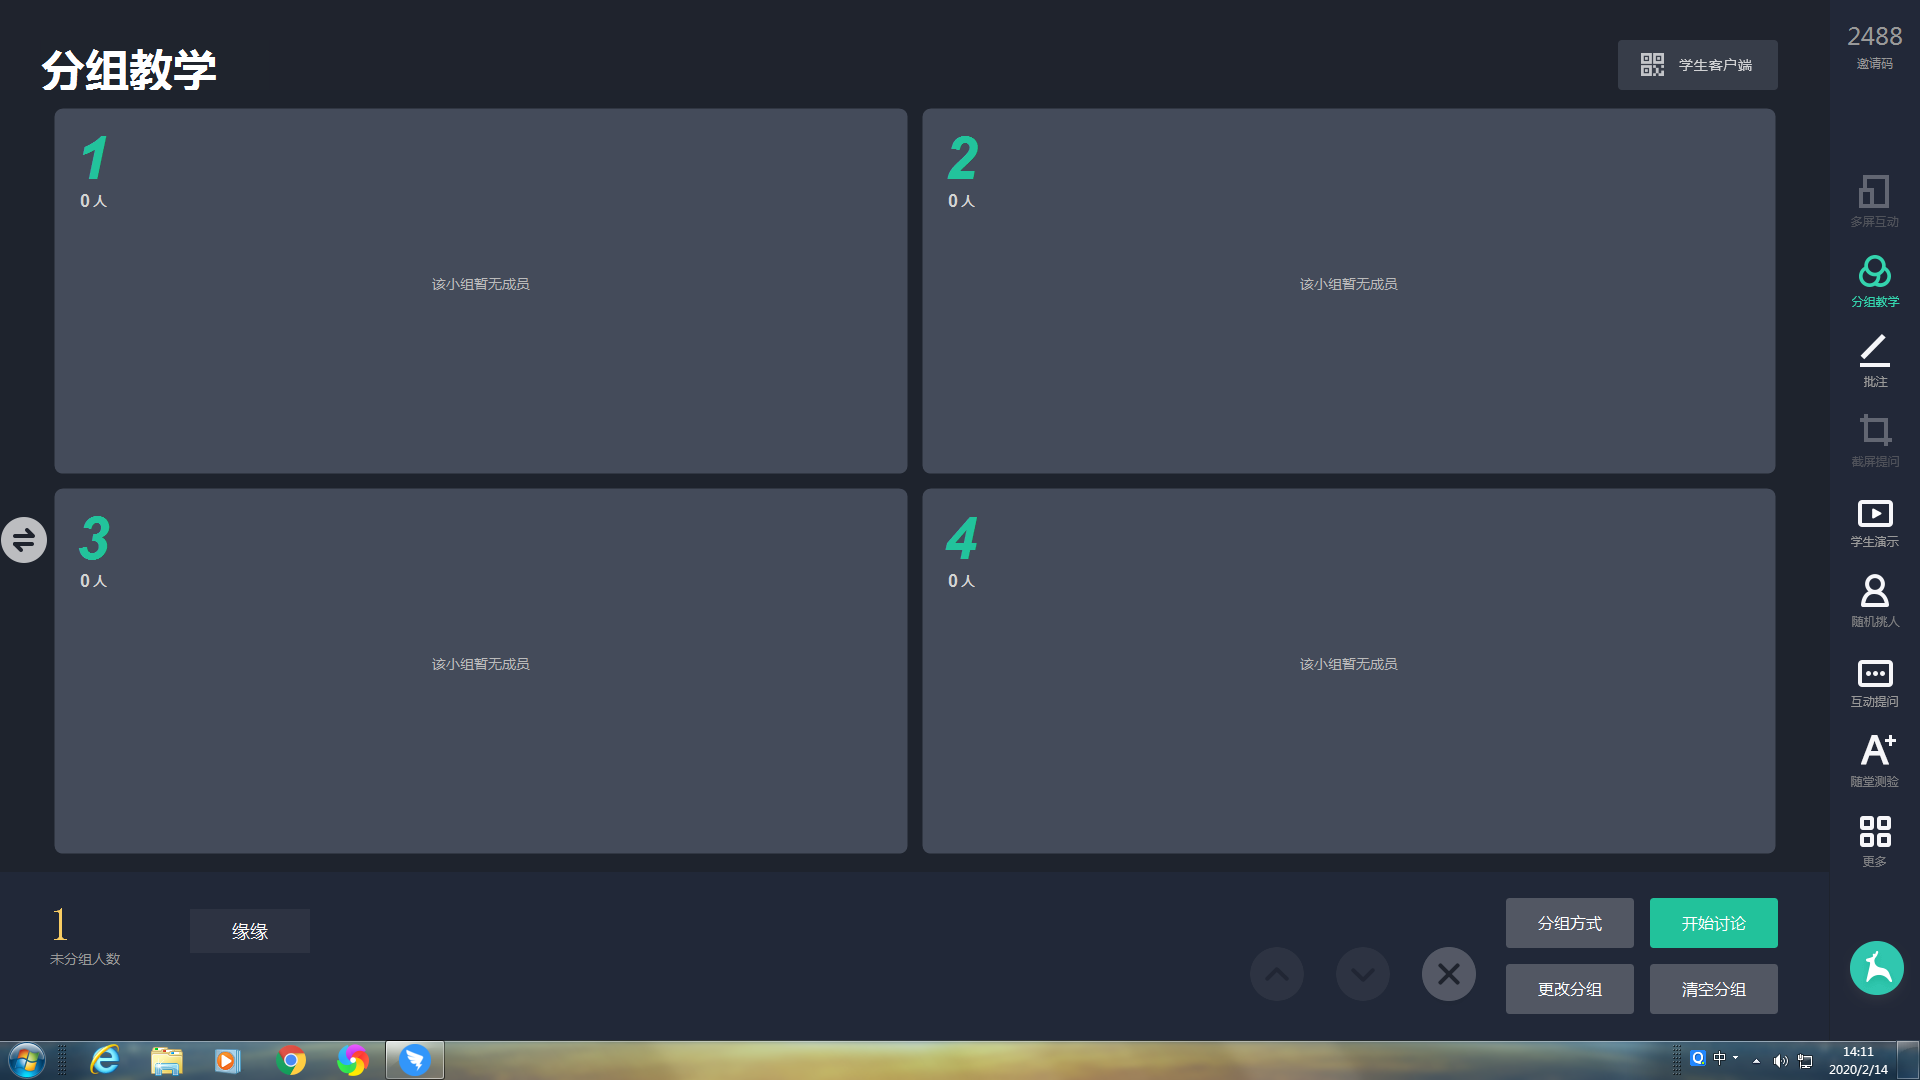 分组教学
学生客户端
2488
邀请码
1
0人
该小组暂无成员
2
0人
该小组暂无成员
3
0人
该小组暂无成员
4
0人
该小组暂无成员
多屏互动
分组教学
批注
截屏提问
学生演示
随机挑人
互动提问
A+
随堂测验
更多
1
未分组人数
缘缘
分组方式
开始讨论
更改分组
清空分组
中
14:11
2020/2/14